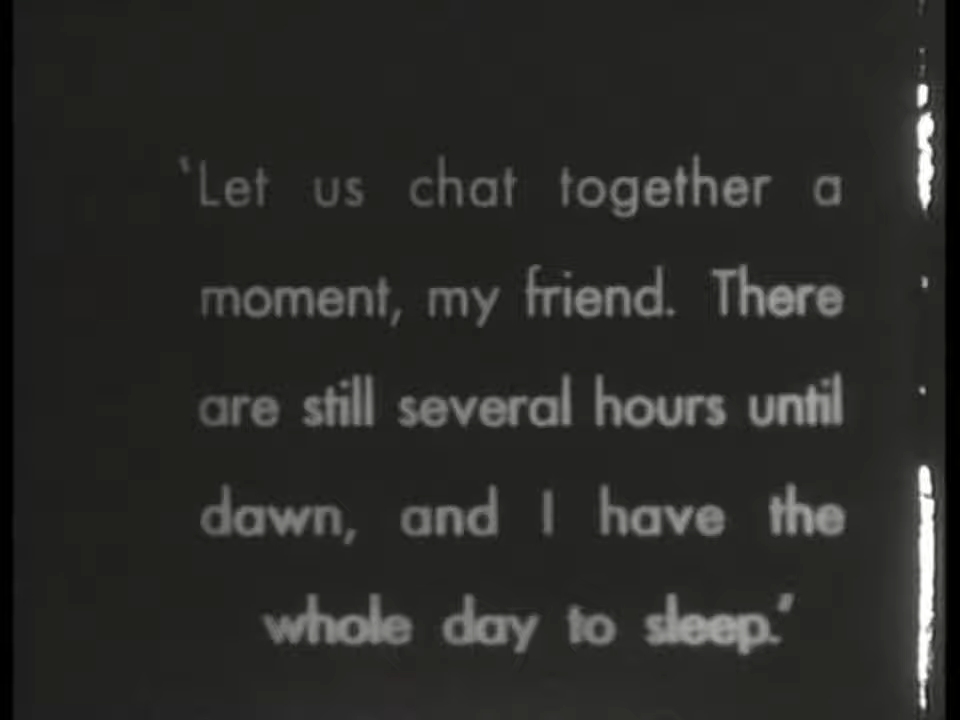 ‘Let us chat together a
moment, my friend. There
are still several hours until
dawn, and I have the
whole day to sleep.’